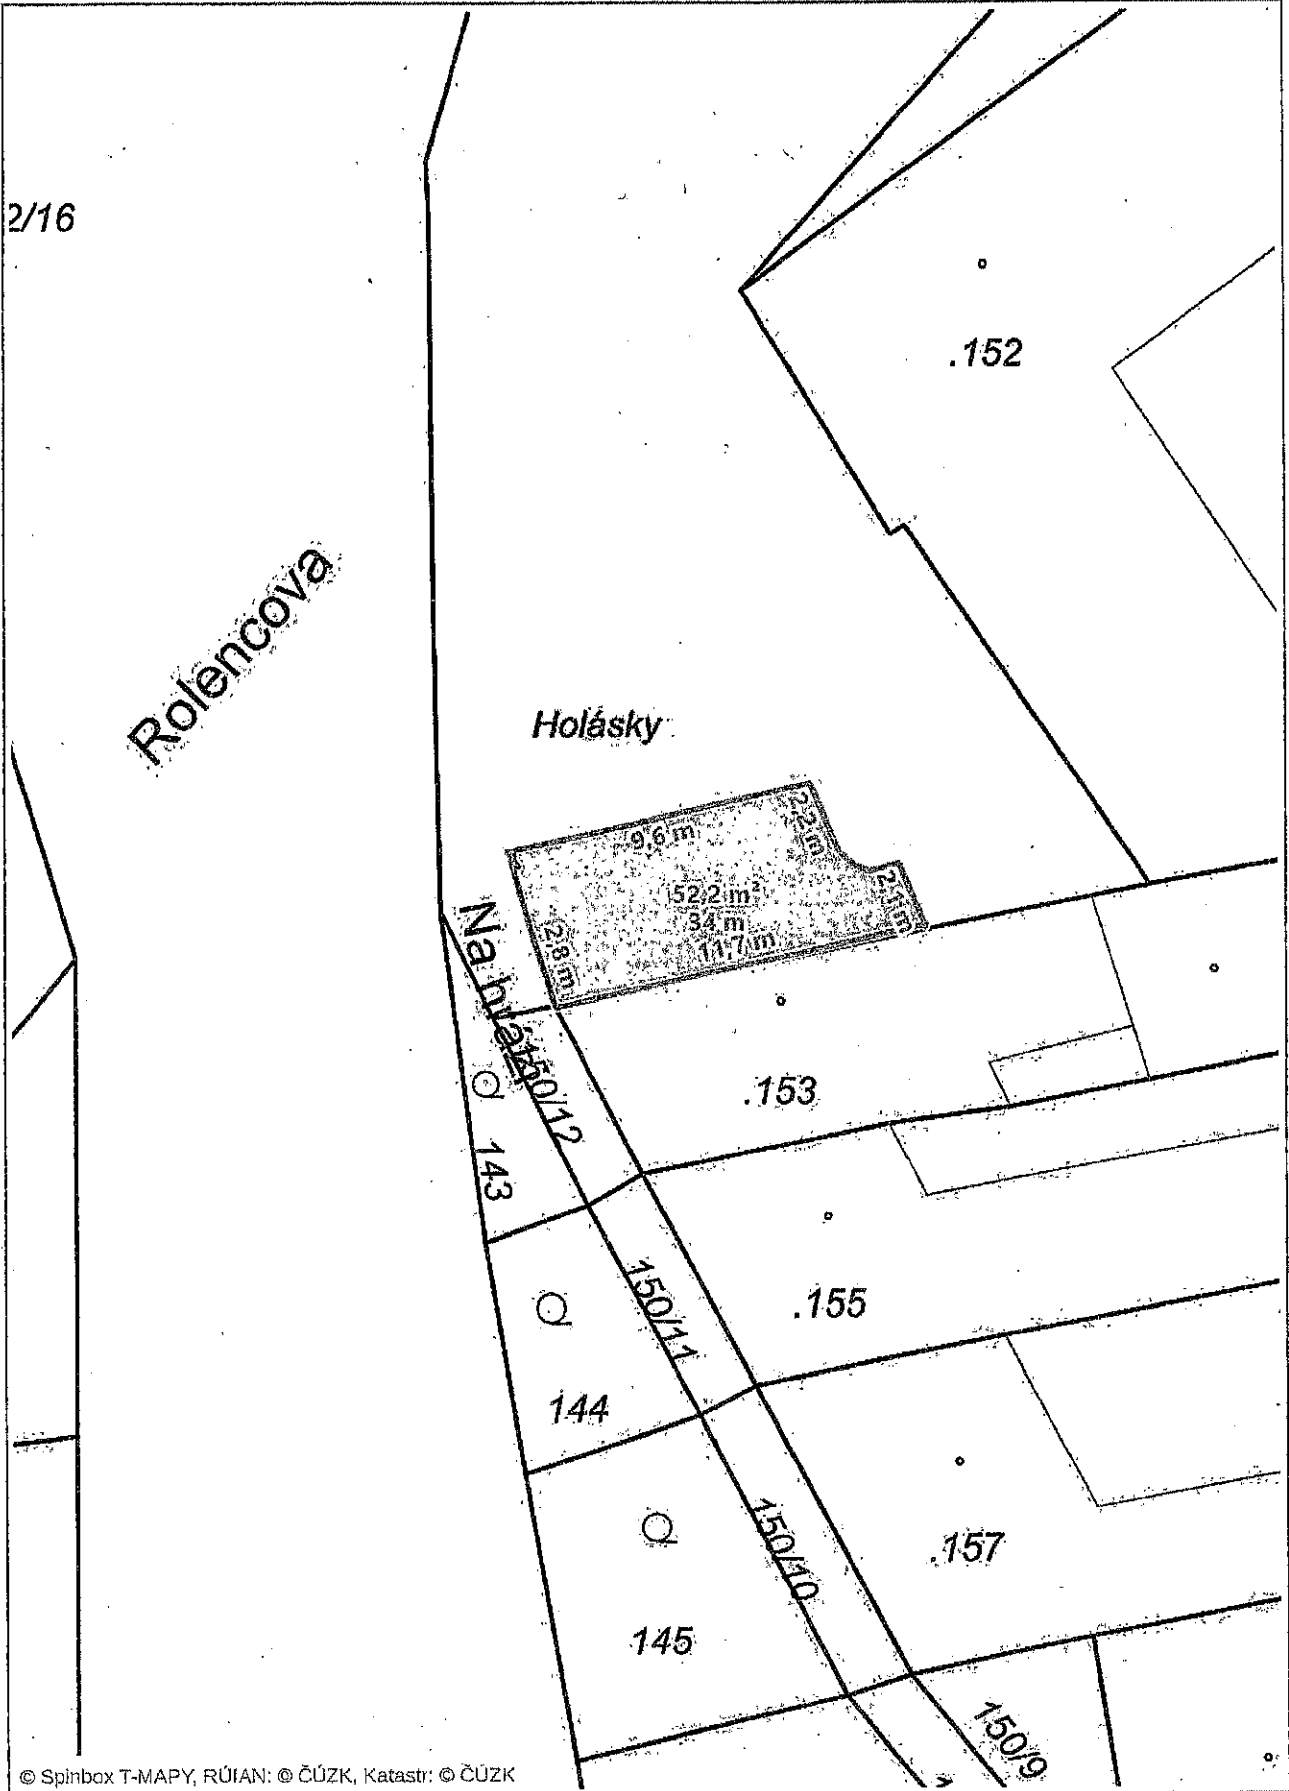 2/16
.152
Rolencova
Holásky
9,6 m
2,2 m
52,2 m²
34 m
11,7 m
2,1 m
2,8 m
Na hrázi
150/12
.153
143
150/11
.155
144
150/10
.157
145
150/9
© Spinbox T-MAPY, RÚIAN: © ČÚZK, Katastr: © ČÚZK